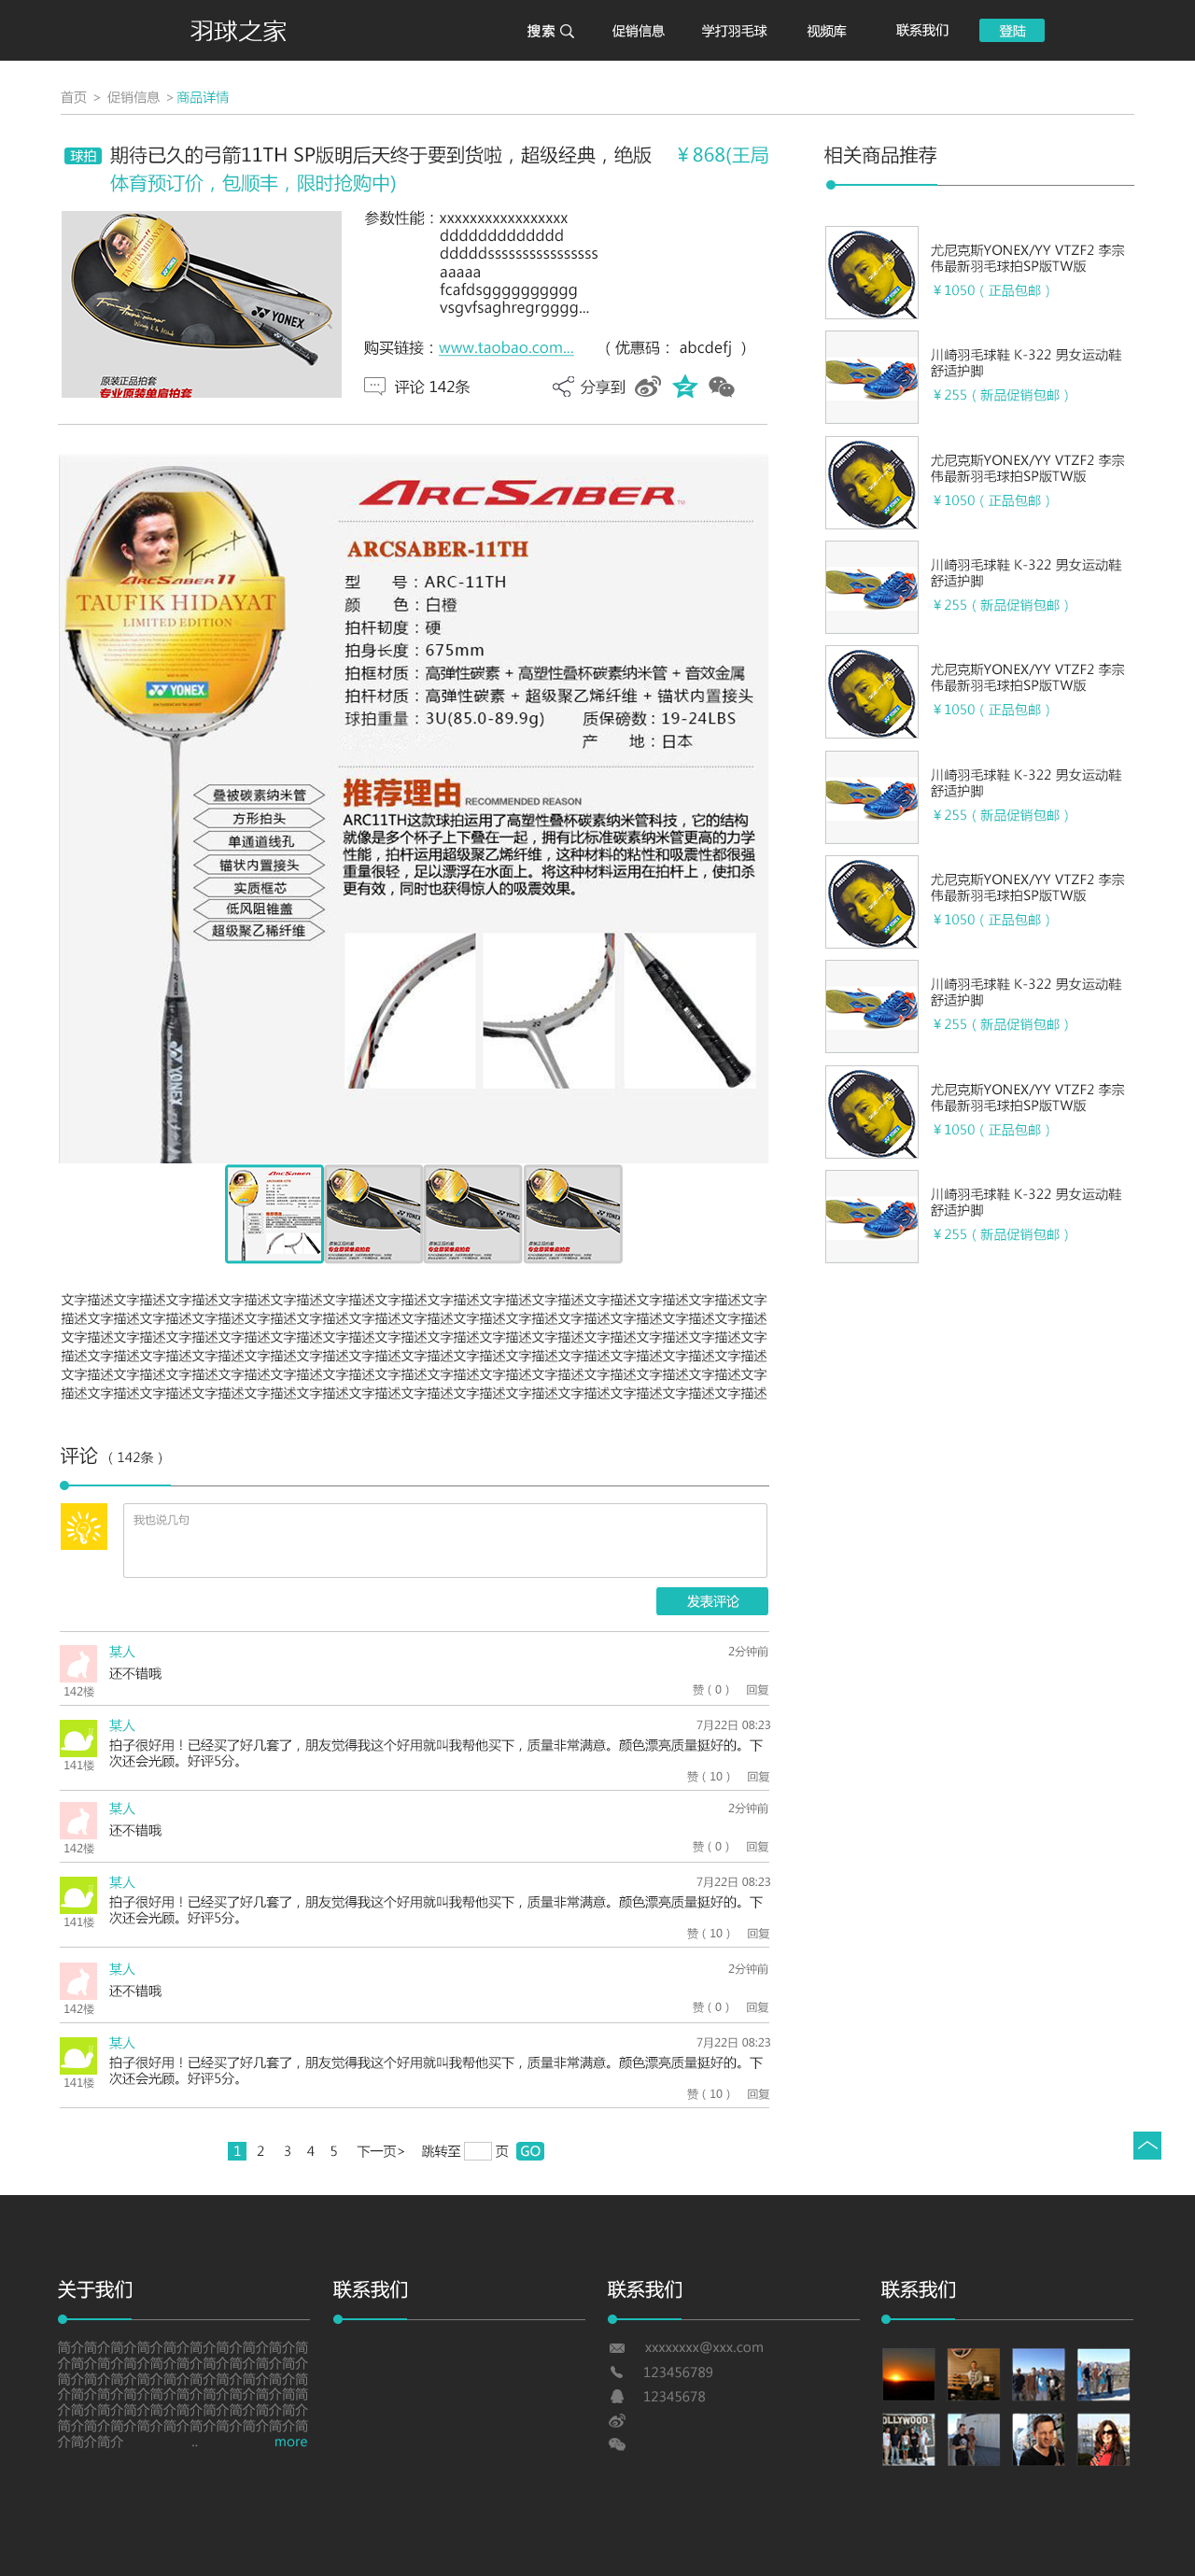 羽球之家
搜索 促销信息 学打羽毛球 视频库 联系我们 登陆
首页 > 促销信息 > 商品详情
球拍 期待已久的弓箭11TH SP版明后天终于要到货啦，超级经典，绝版 ￥868(王局
体育预订价，包顺丰，限时抢购中)
参数性能：xxxxxxxxxxxxxxxxx
ddddddddddddd
dddddssssssssssssssss
aaaaa
fcafdsggggggggggg
vsgvfsaghregrgggg...
购买链接：www.taobao.com... （ 优惠码： abcdefj ）
评论 142条 分享到
TAUFIK HIDAYAT
YONEX
原装正品拍套
专业原装单肩拍套
ARCSABER TM
ARCSABER-11TH
型 号：ARC-11TH
颜 色：白橙
拍杆韧度：硬
拍身长度：675mm
拍框材质：高弹性碳素 + 高塑性叠杯碳素纳米管 + 音效金属
拍杆材质：高弹性碳素 + 超级聚乙烯纤维 + 锚状内置接头
球拍重量：3U(85.0-89.9g) 质保磅数：19-24LBS
产 地：日本
ARCSABER 11
TAUFIK HIDAYAT
LIMITED EDITION
YONEX
叠被碳素纳米管
方形拍头
单通道线孔
锚状内置接头
实质框芯
低风阻锥盖
超级聚乙稀纤维
YONEX
推荐理由 RECOMMENDED REASON
ARC11TH这款球拍运用了高塑性叠杯碳素纳米管科技，它的结构
就像是多个杯子上下叠在一起，拥有比标准碳素纳米管更高的力学
性能，拍杆运用超级聚乙烯纤维，这种材料的粘性和吸震性都很强
重量很轻，足以漂浮在水面上。将这种材料运用在拍杆上，使扣杀
更有效，同时也获得惊人的吸震效果。
文字描述文字描述文字描述文字描述文字描述文字描述文字描述文字描述文字描述文字描述文字描述文字描述文字描述文字
描述文字描述文字描述文字描述文字描述文字描述文字描述文字描述文字描述文字描述文字描述文字描述文字描述文字描述
文字描述文字描述文字描述文字描述文字描述文字描述文字描述文字描述文字描述文字描述文字描述文字描述文字描述文字
描述文字描述文字描述文字描述文字描述文字描述文字描述文字描述文字描述文字描述文字描述文字描述文字描述文字描述
文字描述文字描述文字描述文字描述文字描述文字描述文字描述文字描述文字描述文字描述文字描述文字描述文字描述文字
描述文字描述文字描述文字描述文字描述文字描述文字描述文字描述文字描述文字描述文字描述文字描述文字描述文字描述
评论 （ 142条 ）
我也说几句
发表评论
某人 2分钟前
还不错哦
142楼 赞（ 0 ） 回复
某人 7月22日 08:23
拍子很好用！已经买了好几套了，朋友觉得我这个好用就叫我帮他买下，质量非常满意。颜色漂亮质量挺好的。下
次还会光顾。好评5分。
141楼 赞（ 10 ） 回复
某人 2分钟前
还不错哦
142楼 赞（ 0 ） 回复
某人 7月22日 08:23
拍子很好用！已经买了好几套了，朋友觉得我这个好用就叫我帮他买下，质量非常满意。颜色漂亮质量挺好的。下
次还会光顾。好评5分。
141楼 赞（ 10 ） 回复
某人 2分钟前
还不错哦
142楼 赞（ 0 ） 回复
某人 7月22日 08:23
拍子很好用！已经买了好几套了，朋友觉得我这个好用就叫我帮他买下，质量非常满意。颜色漂亮质量挺好的。下
次还会光顾。好评5分。
141楼 赞（ 10 ） 回复
1 2 3 4 5 下一页> 跳转至 页 GO
相关商品推荐
尤尼克斯YONEX/YY VTZF2 李宗
伟最新羽毛球拍SP版TW版
￥1050（ 正品包邮 ）
川崎羽毛球鞋 K-322 男女运动鞋
舒适护脚
￥255（ 新品促销包邮 ）
尤尼克斯YONEX/YY VTZF2 李宗
伟最新羽毛球拍SP版TW版
￥1050（ 正品包邮 ）
川崎羽毛球鞋 K-322 男女运动鞋
舒适护脚
￥255（ 新品促销包邮 ）
尤尼克斯YONEX/YY VTZF2 李宗
伟最新羽毛球拍SP版TW版
￥1050（ 正品包邮 ）
川崎羽毛球鞋 K-322 男女运动鞋
舒适护脚
￥255（ 新品促销包邮 ）
尤尼克斯YONEX/YY VTZF2 李宗
伟最新羽毛球拍SP版TW版
￥1050（ 正品包邮 ）
川崎羽毛球鞋 K-322 男女运动鞋
舒适护脚
￥255（ 新品促销包邮 ）
尤尼克斯YONEX/YY VTZF2 李宗
伟最新羽毛球拍SP版TW版
￥1050（ 正品包邮 ）
川崎羽毛球鞋 K-322 男女运动鞋
舒适护脚
￥255（ 新品促销包邮 ）
关于我们
简介简介简介简介简介简介简介简介简介简
介简介简介简介简介简介简介简介简介简介
简介简介简介简介简介简介简介简介简介简
介简介简介简介简介简介简介简介简介简简
介简介简介简介简介简介简介简介简介简介
简介简介简介简介简介简介简介简介简介简
介简介简介 .. more
联系我们
联系我们
xxxxxxxx@xxx.com
123456789
12345678
联系我们